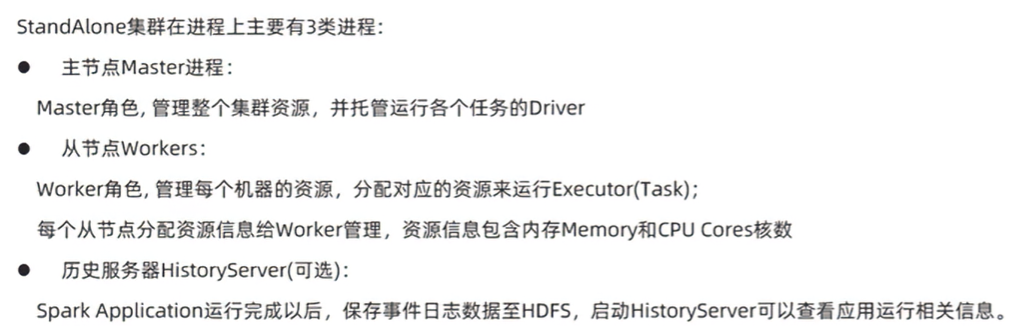 StandAlone集群在进程上主要有3类进程：
● 主节点Master进程：
Master角色, 管理整个集群资源，并托管运行各个任务的Driver
● 从节点Workers：
Worker角色, 管理每个机器的资源，分配对应的资源来运行Executor(Task)；
每个从节点分配资源信息给Worker管理，资源信息包含内存Memory和CPU Cores核数
● 历史服务器HistoryServer(可选)：
Spark Application运行完成以后，保存事件日志数据至HDFS，启动HistoryServer可以查看应用运行相关信息。